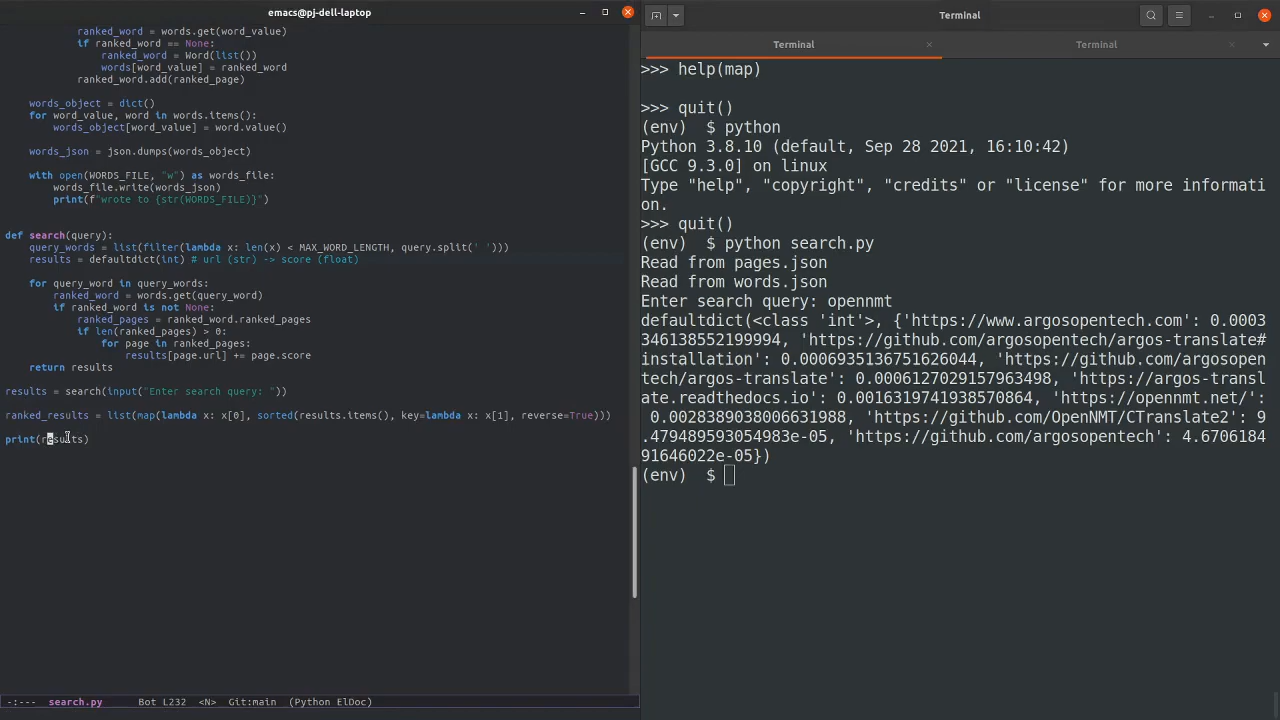 emacs@pj-dell-laptop
ranked_word = words.get(word_value)
if ranked_word == None:
ranked_word = Word(list())
words[word_value] = ranked_word
ranked_word.add(ranked_page)
words_object = dict()
for word_value, word in words.items():
words_object[word_value] = word.value()
words_json = json.dumps(words_object)
with open(WORDS_FILE, "w") as words_file:
words_file.write(words_json)
print(f"wrote to {str(WORDS_FILE)}")
def search(query):
query_words = list(filter(lambda x: len(x) < MAX_WORD_LENGTH, query.split(' ')))
results = defaultdict(int) # url (str) -> score (float)
for query_word in query_words:
ranked_word = words.get(query_word)
if ranked_word is not None:
ranked_pages = ranked_word.ranked_pages
if len(ranked_pages) > 0:
for page in ranked_pages:
results[page.url] += page.score
return results
results = search(input("Enter search query: "))
ranked_results = list(map(lambda x: x[0], sorted(results.items(), key=lambda x: x[1], reverse=True)))
print(results)
-:--- search.py Bot L232 <N> Git:main (Python ElDoc)
Terminal
Terminal
Terminal
>>> help(map)
>>> quit()
(env) $ python
Python 3.8.10 (default, Sep 28 2021, 16:10:42)
[GCC 9.3.0] on linux
Type "help", "copyright", "credits" or "license" for more informati
on.
>>> quit()
(env) $ python search.py
Read from pages.json
Read from words.json
Enter search query: opennmt
defaultdict(<class 'int'>, {'https://www.argosopentech.com': 0.0003
346138552199994, 'https://github.com/argosopentech/argos-translate#
installation': 0.0006935136751626044, 'https://github.com/argosopen
tech/argos-translate': 0.0006127029157963498, 'https://argos-transl
ate.readthedocs.io': 0.0016319741938570864, 'https://opennmt.net/':
0.0028389038006631988, 'https://github.com/OpenNMT/CTranslate2': 9
.479489593054983e-05, 'https://github.com/argosopentech': 4.6706184
91646022e-05})
(env) $